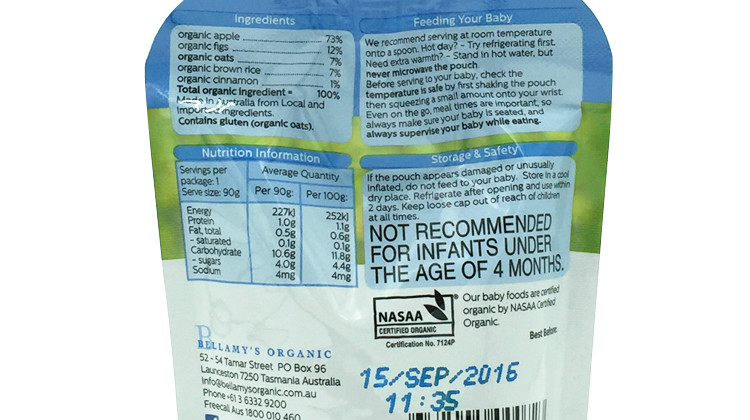 Ingredients
organic apple 73%
organic figs 12%
organic oats 7%
organic brown rice 7%
organic cinnamon 1%
Total organic ingredient = 100%
Made in Australia from Local and
Imported Ingredients.
Contains gluten (organic oats).
Feeding Your Baby
We recommend serving at room temperature
onto a spoon. Hot day? - Try refrigerating first.
Need extra warmth? - Stand in hot water, but
never microwave the pouch.
Before serving to your baby, check the
temperature is safe by first shaking the pouch
then squeezing a small amount onto your wrist.
Even on the go, meal times are important, so
always make sure your baby is seated, and
always supervise your baby while eating.
Nutrition Information
Servings per
package: 1
Serve size: 90g
Average Quantity
Per 90g: Per 100g:
Energy 227kJ 252kJ
Protein 1.0g 1.1g
Fat, total 0.5g 0.6g
- saturated 0.1g 0.1g
Carbohydrate 10.6g 11.8g
- sugars 4.0g 4.4g
Sodium 4mg 4mg
Storage & Safety
If the pouch appears damaged or unusually
inflated, do not feed to your baby. Store in a cool
dry place. Refrigerate after opening and use within
2 days. Keep loose cap out of reach of children
at all times.
NOT RECOMMENDED
FOR INFANTS UNDER
THE AGE OF 4 MONTHS.
NASAA
CERTIFIED ORGANIC
Certification No. 7124P
®
Our baby foods are certified
organic by NASAA Certified
Organic.
Best Before:
BELLAMY'S ORGANIC
52 - 54 Tamar Street PO Box 96
Launceston 7250 Tasmania Australia
info@bellamysorganic.com.au
Phone +61 3 6332 9200
Freecall Aus 1800 010 460
15/SEP/2016
11:35